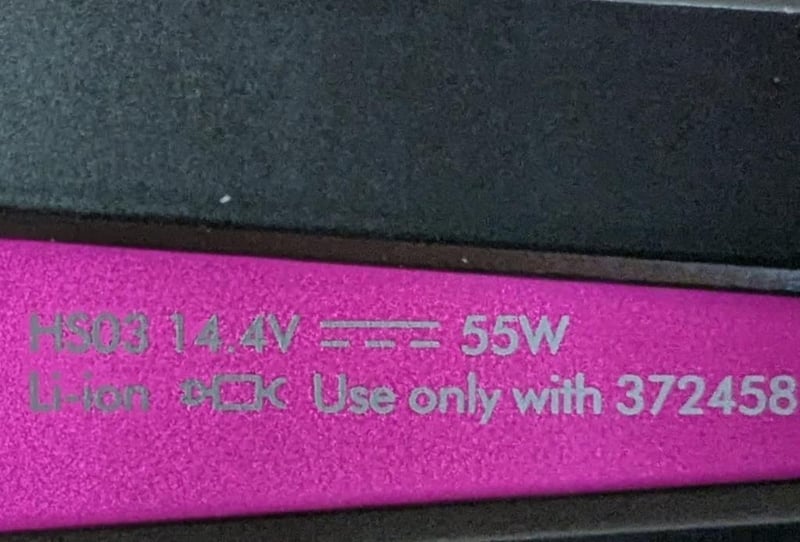 HS03 14.4V ⎓ 55W
Li-ion Use only with 372458